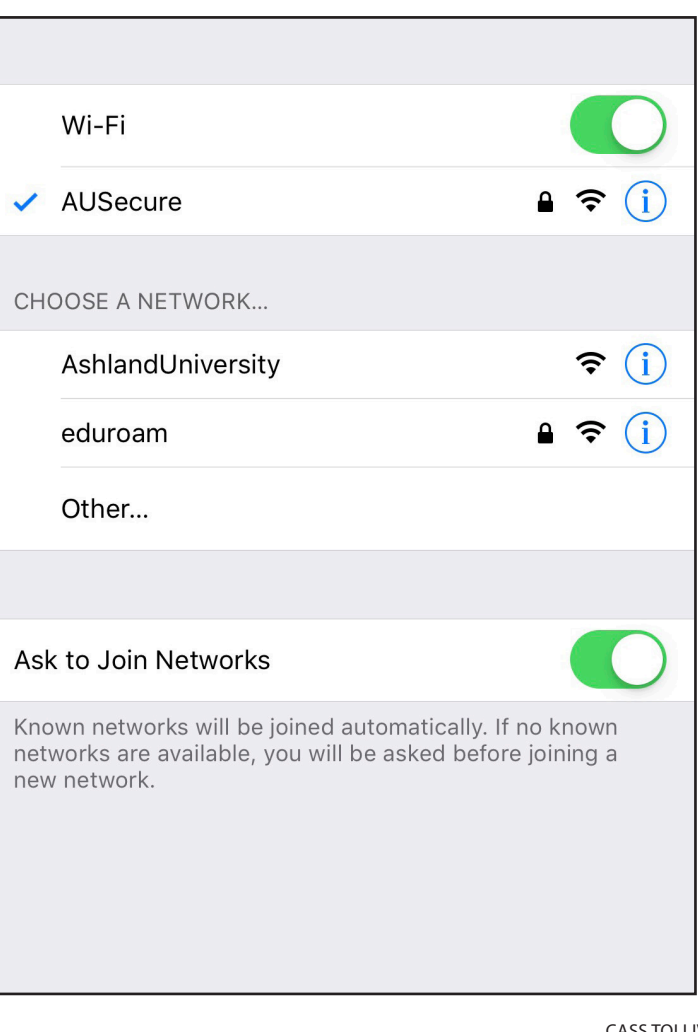 Wi-Fi
AUSecure
CHOOSE A NETWORK...
AshlandUniversity
eduroam
Other...
Ask to Join Networks
Known networks will be joined automatically. If no known
networks are available, you will be asked before joining a
new network.
CASS